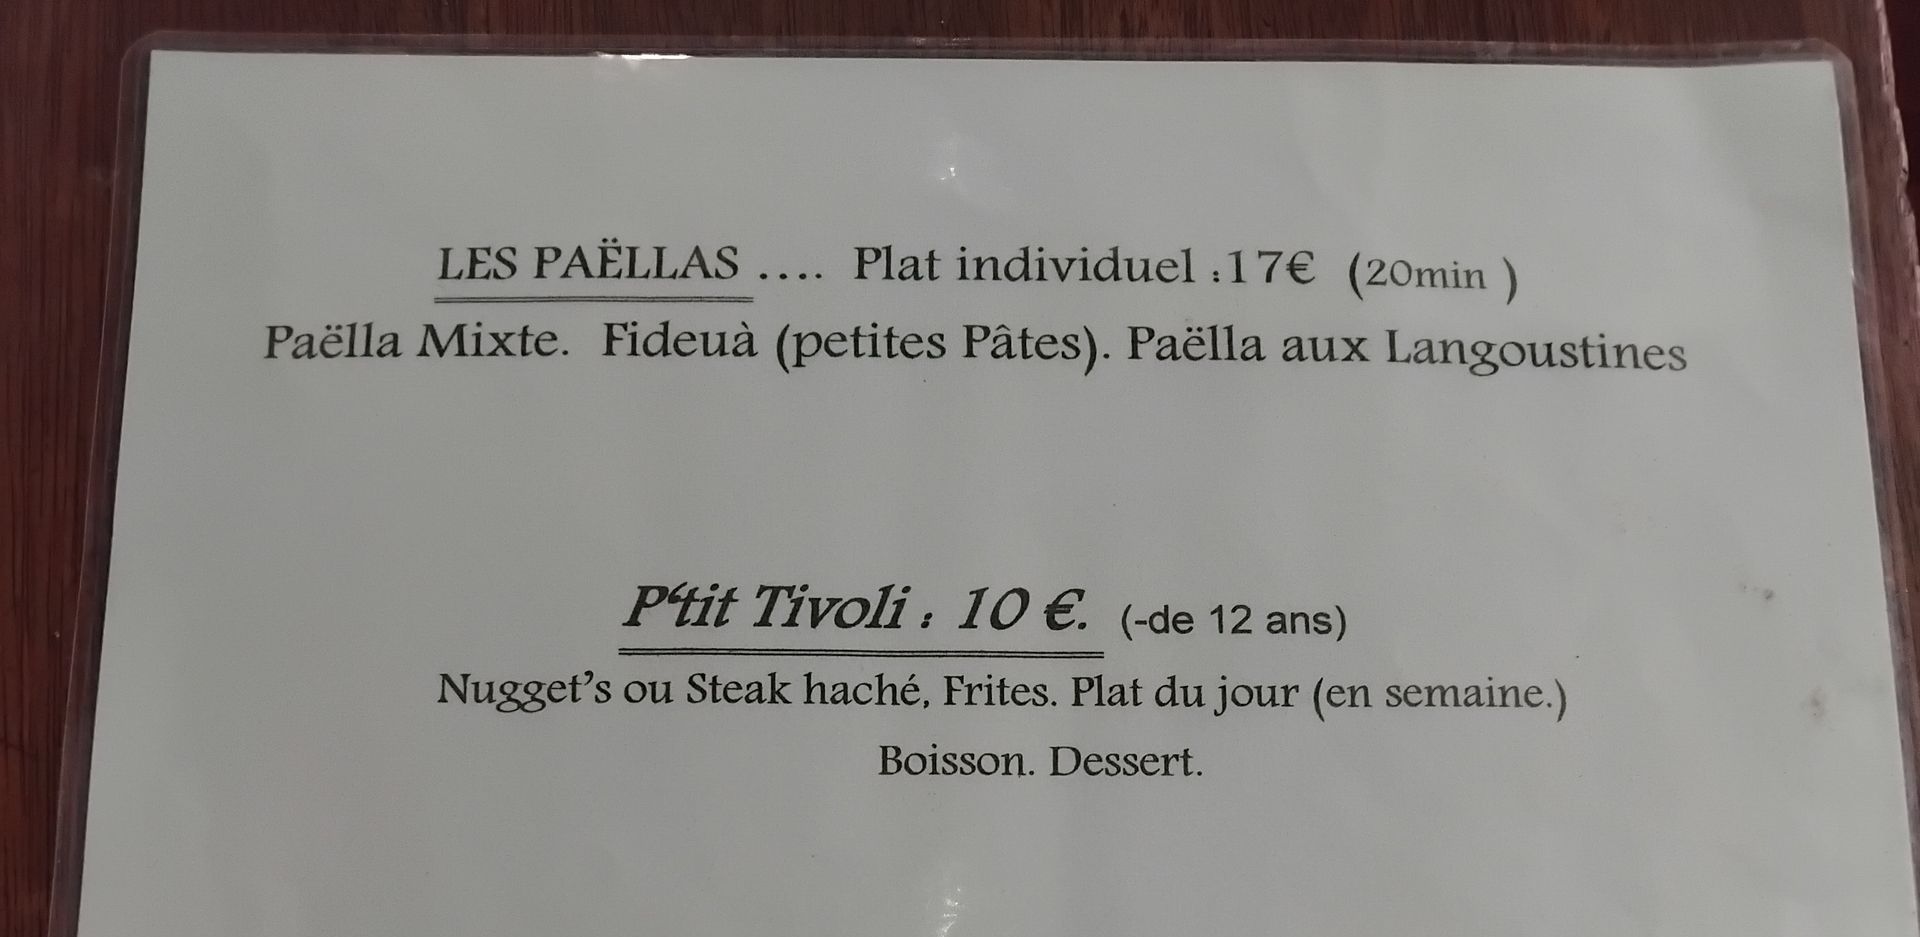 LES PAËLLAS .... Plat individuel :17€ (20min )
Paëlla Mixte. Fideuà (petites Pâtes). Paëlla aux Langoustines
P‘tit Tivoli : 10 €. (-de 12 ans)
Nugget’s ou Steak haché, Frites. Plat du jour (en semaine.)
Boisson. Dessert.